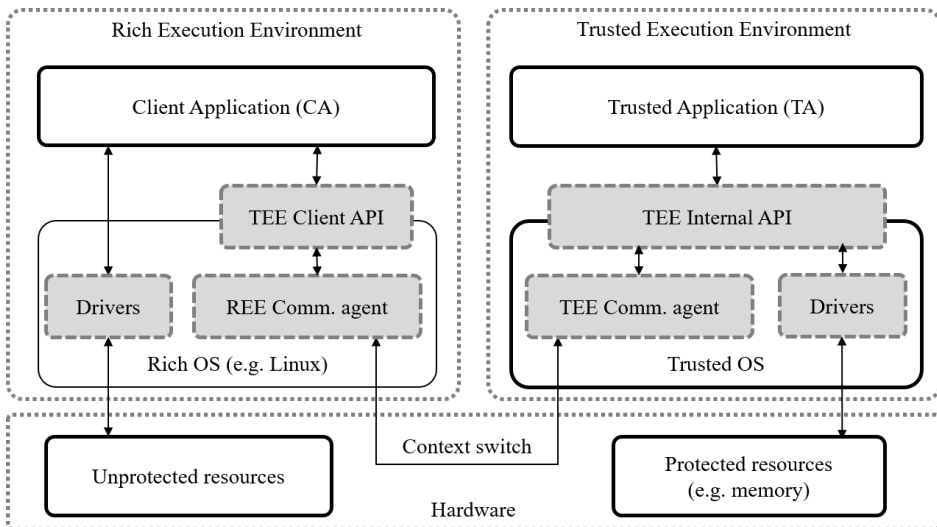 Rich Execution Environment
Trusted Execution Environment
Client Application (CA)
Trusted Application (TA)
TEE Client API
TEE Internal API
Drivers
REE Comm. agent
TEE Comm. agent
Drivers
Rich OS (e.g. Linux)
Trusted OS
Context switch
Unprotected resources
Protected resources
(e.g. memory)
Hardware